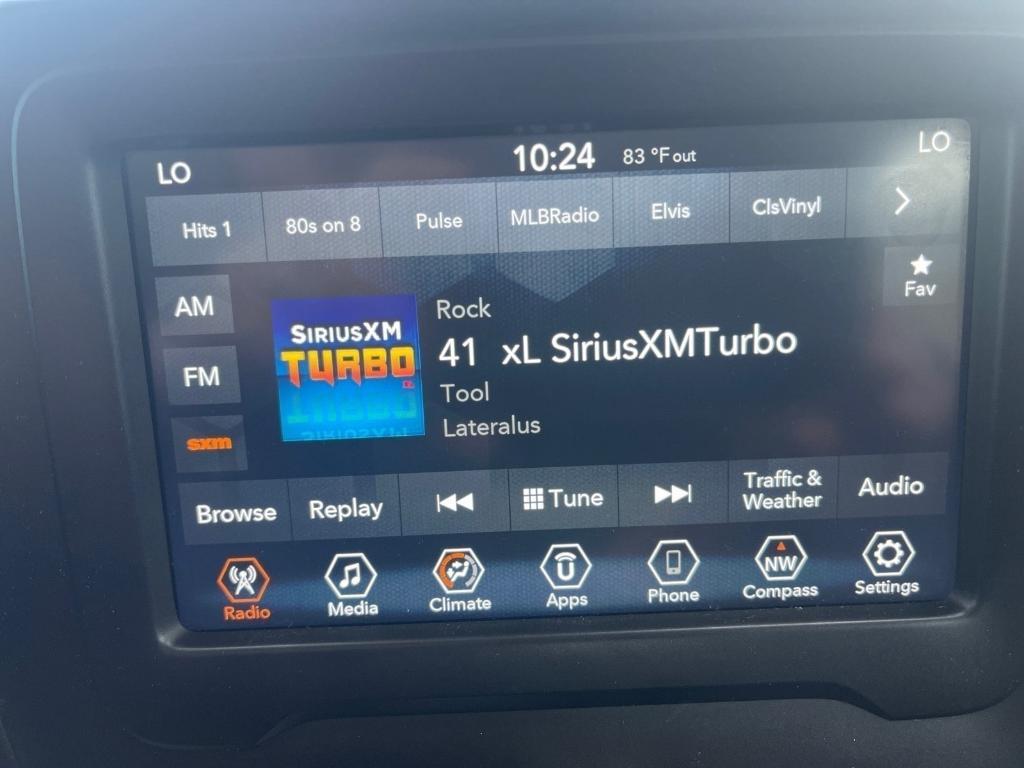 LO 10:24 83 °F out LO
Hits 1 80s on 8 Pulse MLBRadio Elvis ClsVinyl
Fav
AM
FM
sxm
SIRIUSXM
TURBO
Rock
41 xL SiriusXMTurbo
Tool
Lateralus
Browse Replay Tune Traffic & Weather Audio
Radio Media Climate Apps Phone NW Compass Settings